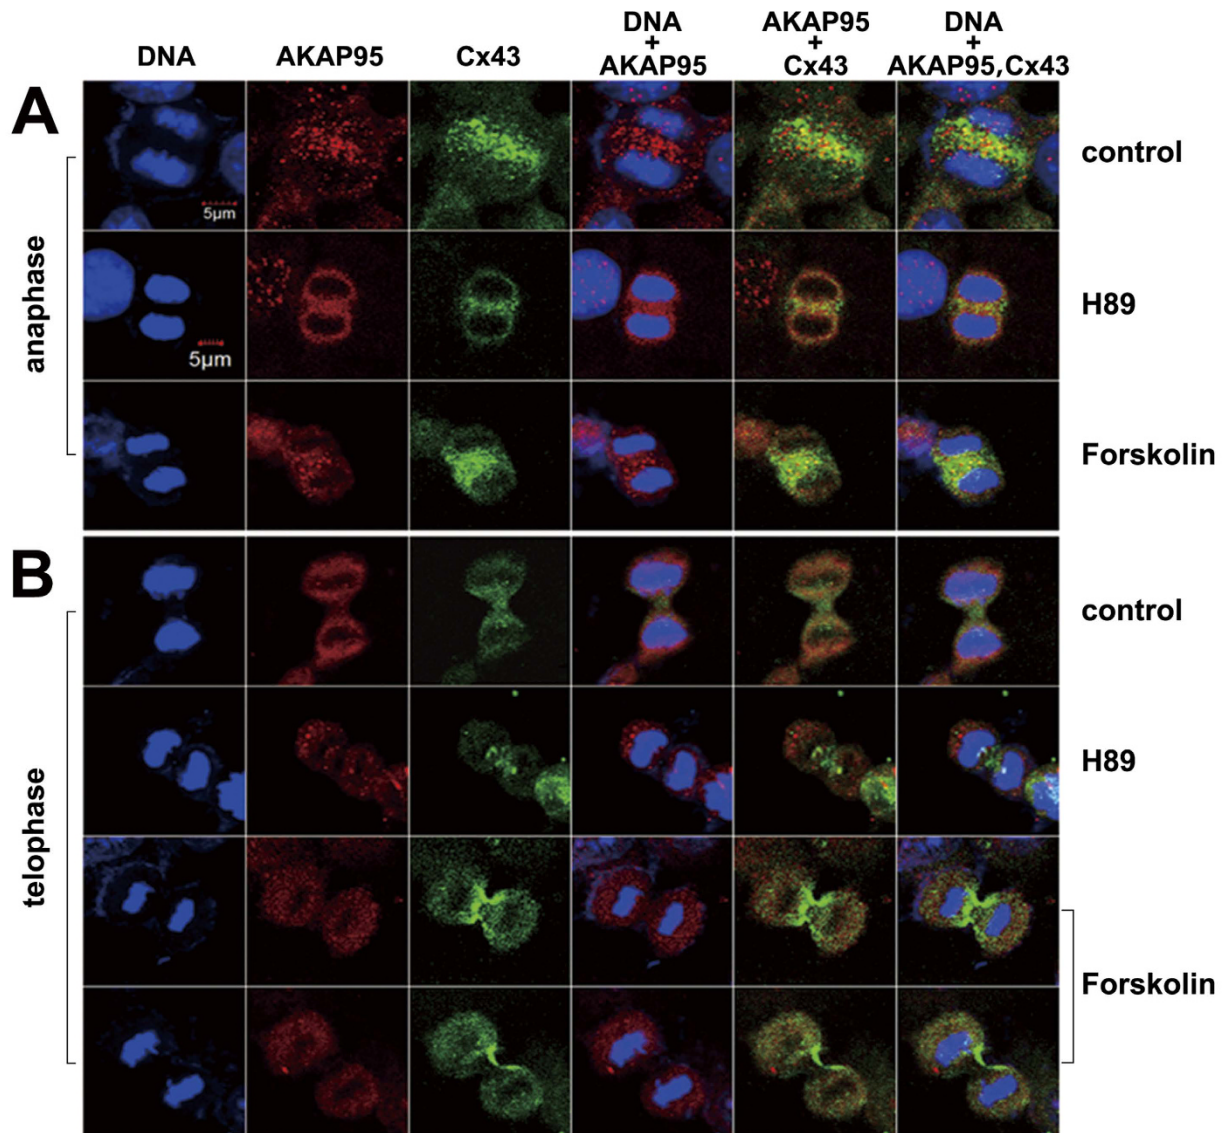 DNA
AKAP95
Cx43
DNA
+
AKAP95
AKAP95
+
Cx43
DNA
+
AKAP95,Cx43
A
anaphase
control
5µm
H89
5µm
Forskolin
B
telophase
control
H89
Forskolin